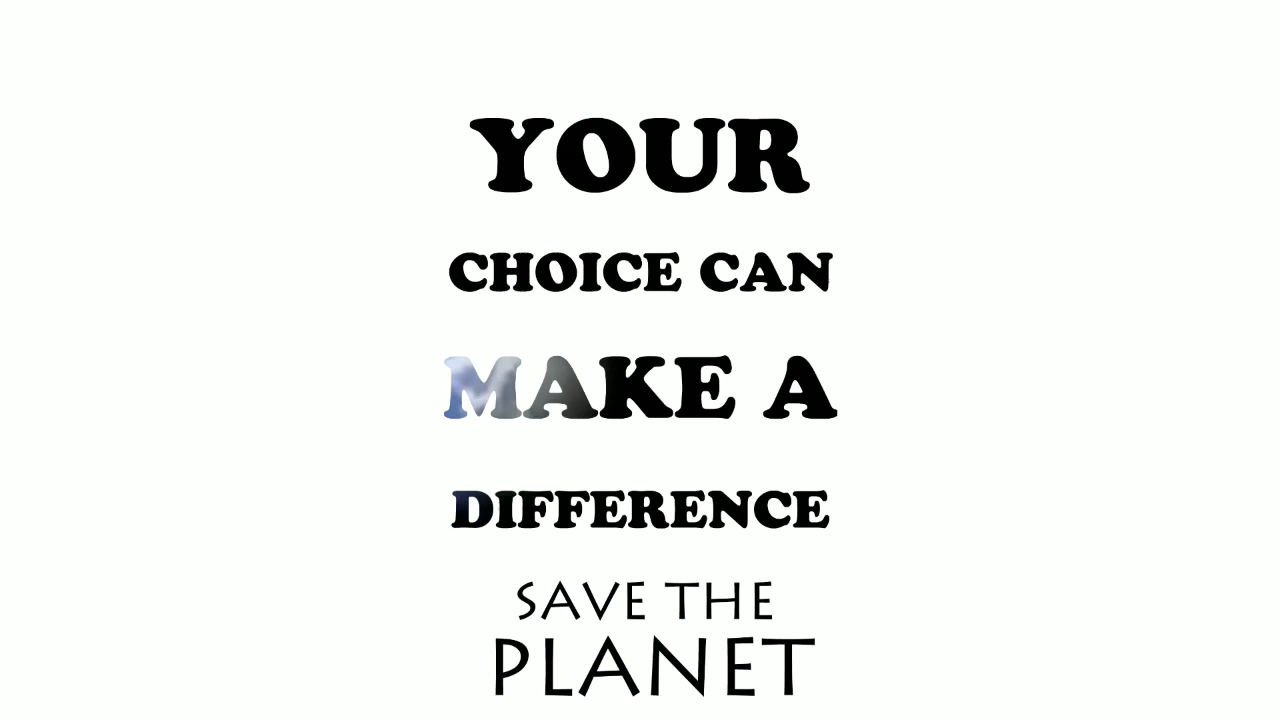 YOUR
CHOICE CAN
MAKE A
DIFFERENCE
SAVE THE
PLANET